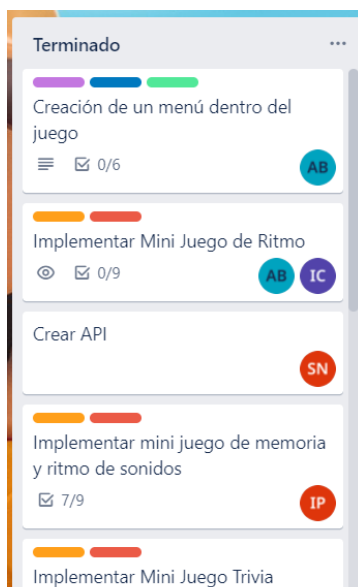 Terminado
Creación de un menú dentro del
juego
0/6
AB
Implementar Mini Juego de Ritmo
0/9
AB IC
Crear API
SN
Implementar mini juego de memoria
y ritmo de sonidos
7/9
IP
Implementar Mini Juego Trivia